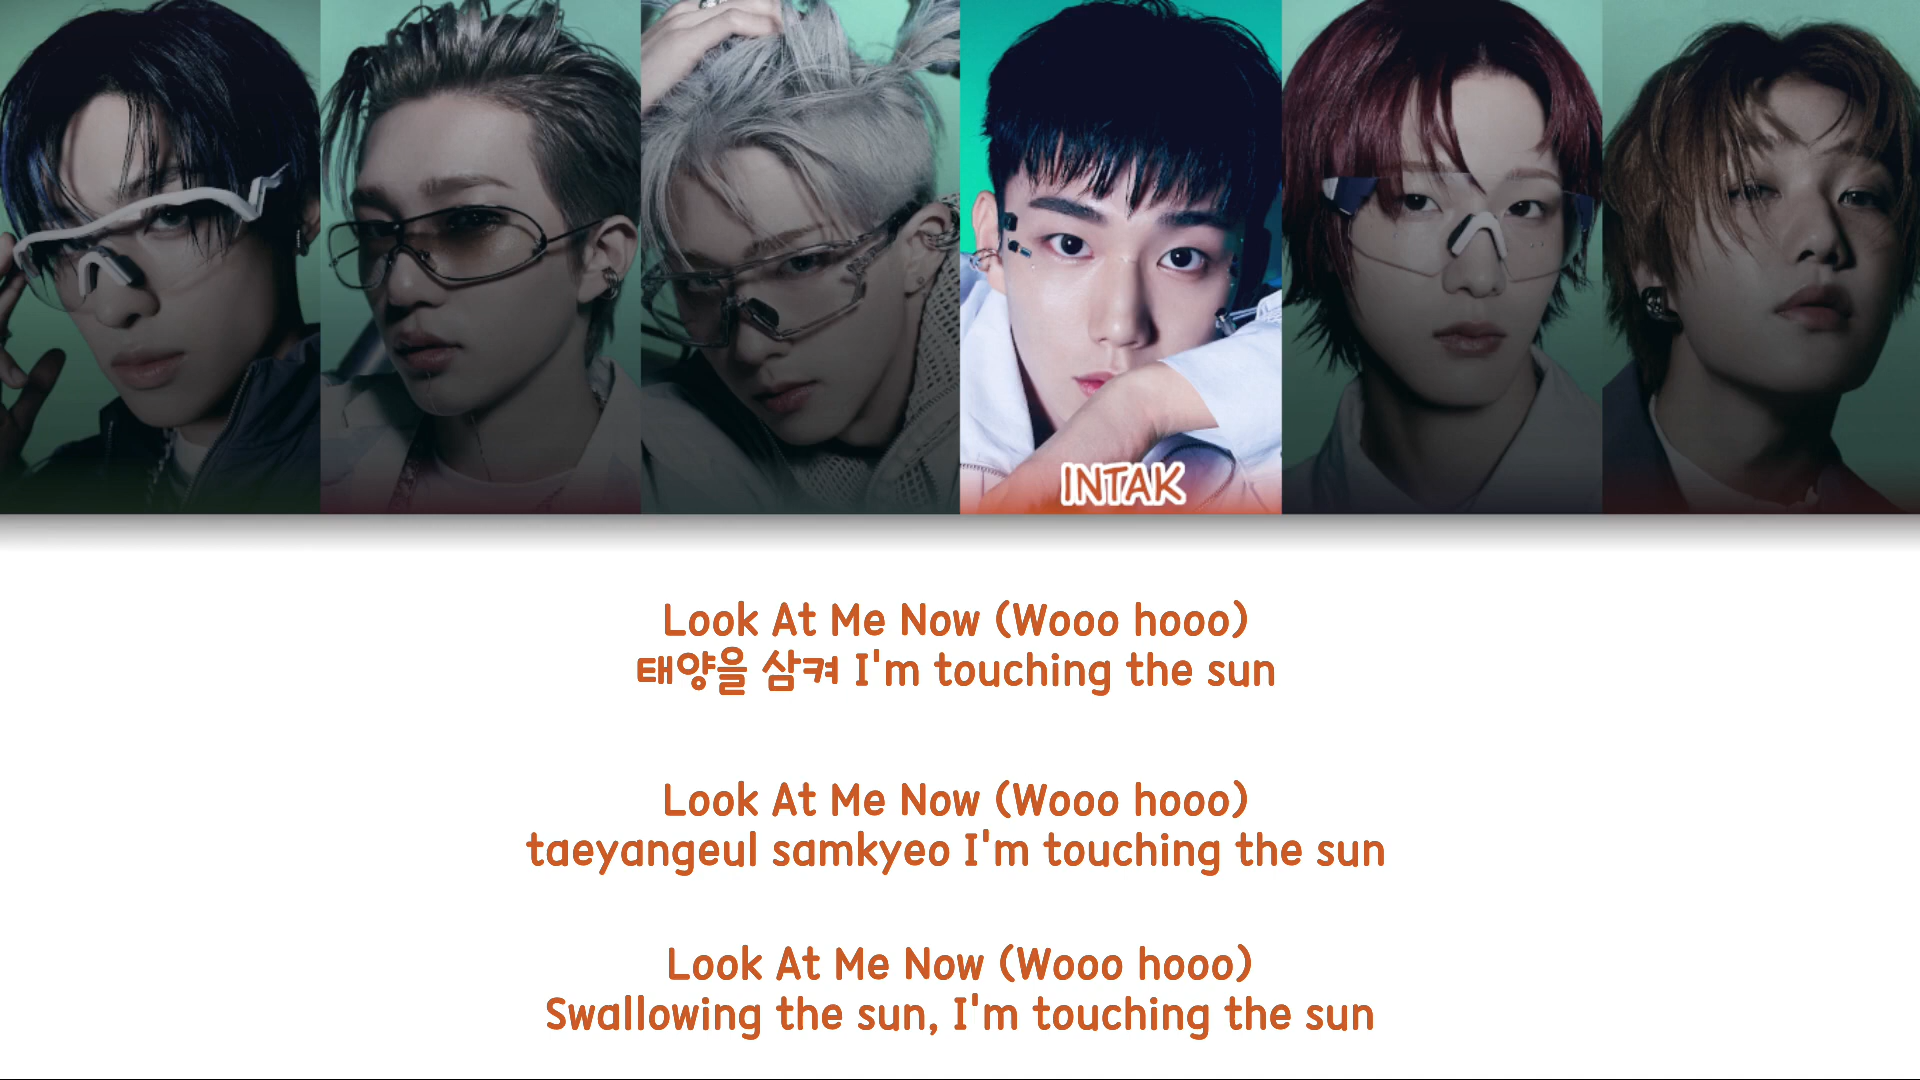 INTAK
Look At Me Now (Wooo hooo)
태양을 삼켜 I'm touching the sun
Look At Me Now (Wooo hooo)
taeyangeul samkyeo I'm touching the sun
Look At Me Now (Wooo hooo)
Swallowing the sun, I'm touching the sun